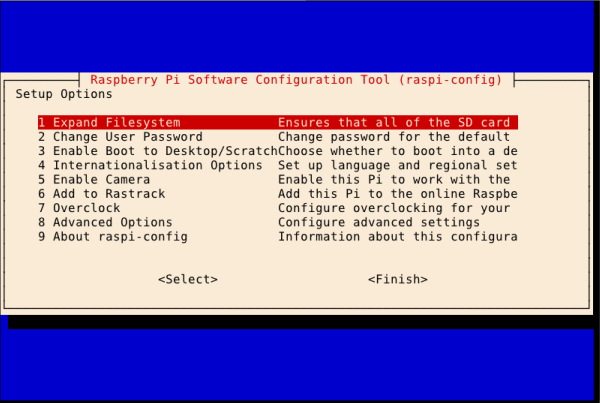 Raspberry Pi Software Configuration Tool (raspi-config)
Setup Options
1 Expand Filesystem Ensures that all of the SD card
2 Change User Password Change password for the default
3 Enable Boot to Desktop/ScratchChoose whether to boot into a de
4 Internationalisation Options Set up language and regional set
5 Enable Camera Enable this Pi to work with the
6 Add to Rastrack Add this Pi to the online Raspbe
7 Overclock Configure overclocking for your
8 Advanced Options Configure advanced settings
9 About raspi-config Information about this configura
<Select> <Finish>